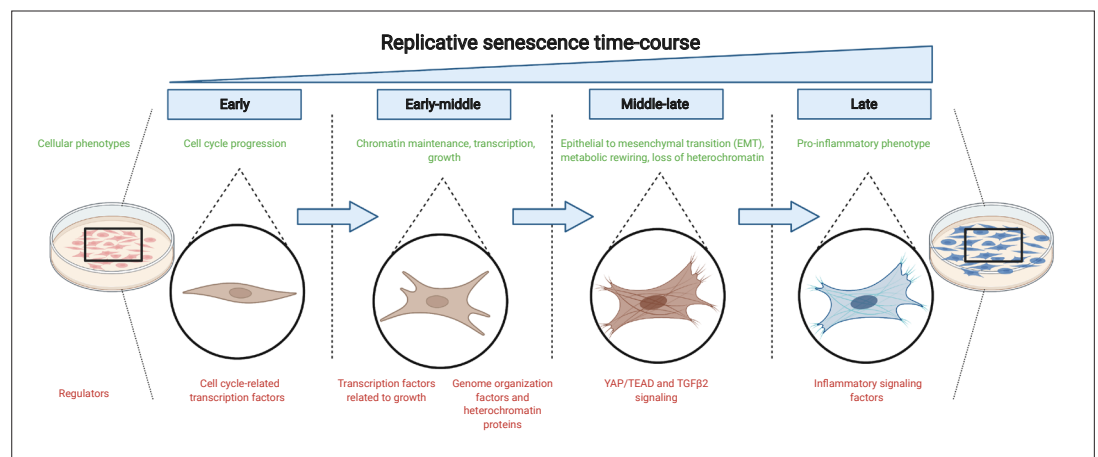 Replicative senescence time-course
Early
Early-middle
Middle-late
Late
Cellular phenotypes
Cell cycle progression
Chromatin maintenance, transcription,
growth
Epithelial to mesenchymal transition (EMT),
metabolic rewiring, loss of heterochromatin
Pro-inflammatory phenotype
Regulators
Cell cycle-related
transcription factors
Transcription factors
related to growth
Genome organization
factors and
heterochromatin
proteins
YAP/TEAD and TGFβ2
signaling
Inflammatory signaling
factors